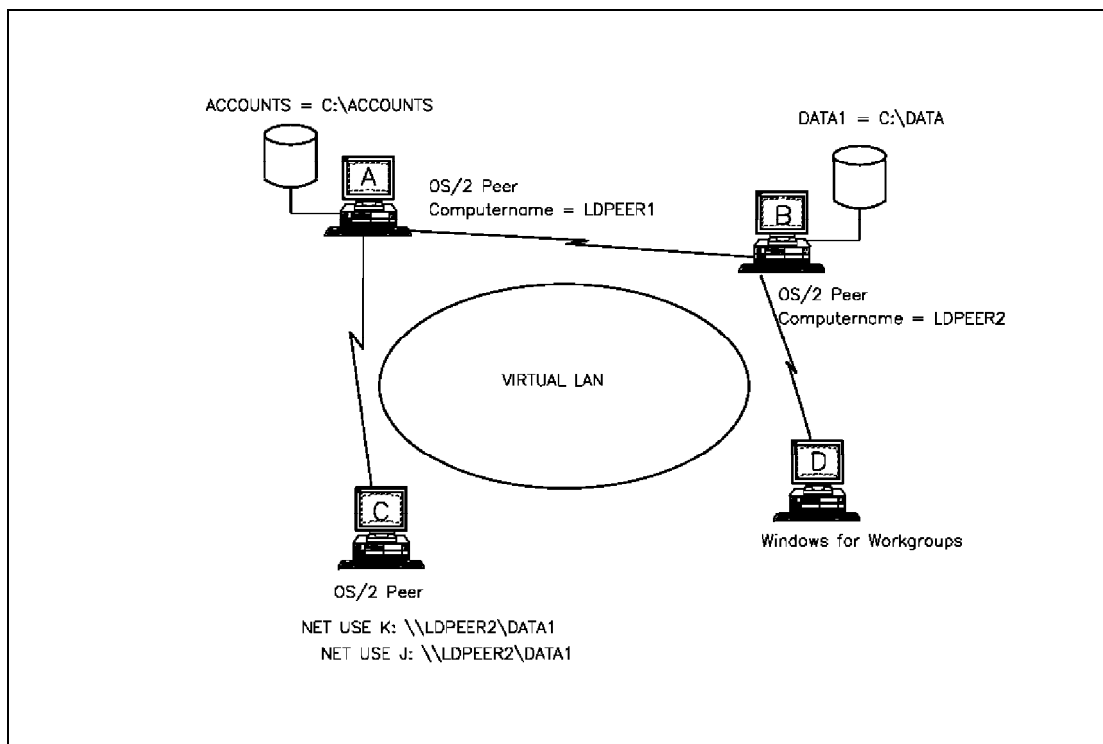 ACCOUNTS = C:\ACCOUNTS
DATA1 = C:\DATA
A
OS/2 Peer
Computername = LDPEER1
B
OS/2 Peer
Computername = LDPEER2
VIRTUAL LAN
D
Windows for Workgroups
C
OS/2 Peer
NET USE K: \\LDPEER2\DATA1
NET USE J: \\LDPEER2\DATA1